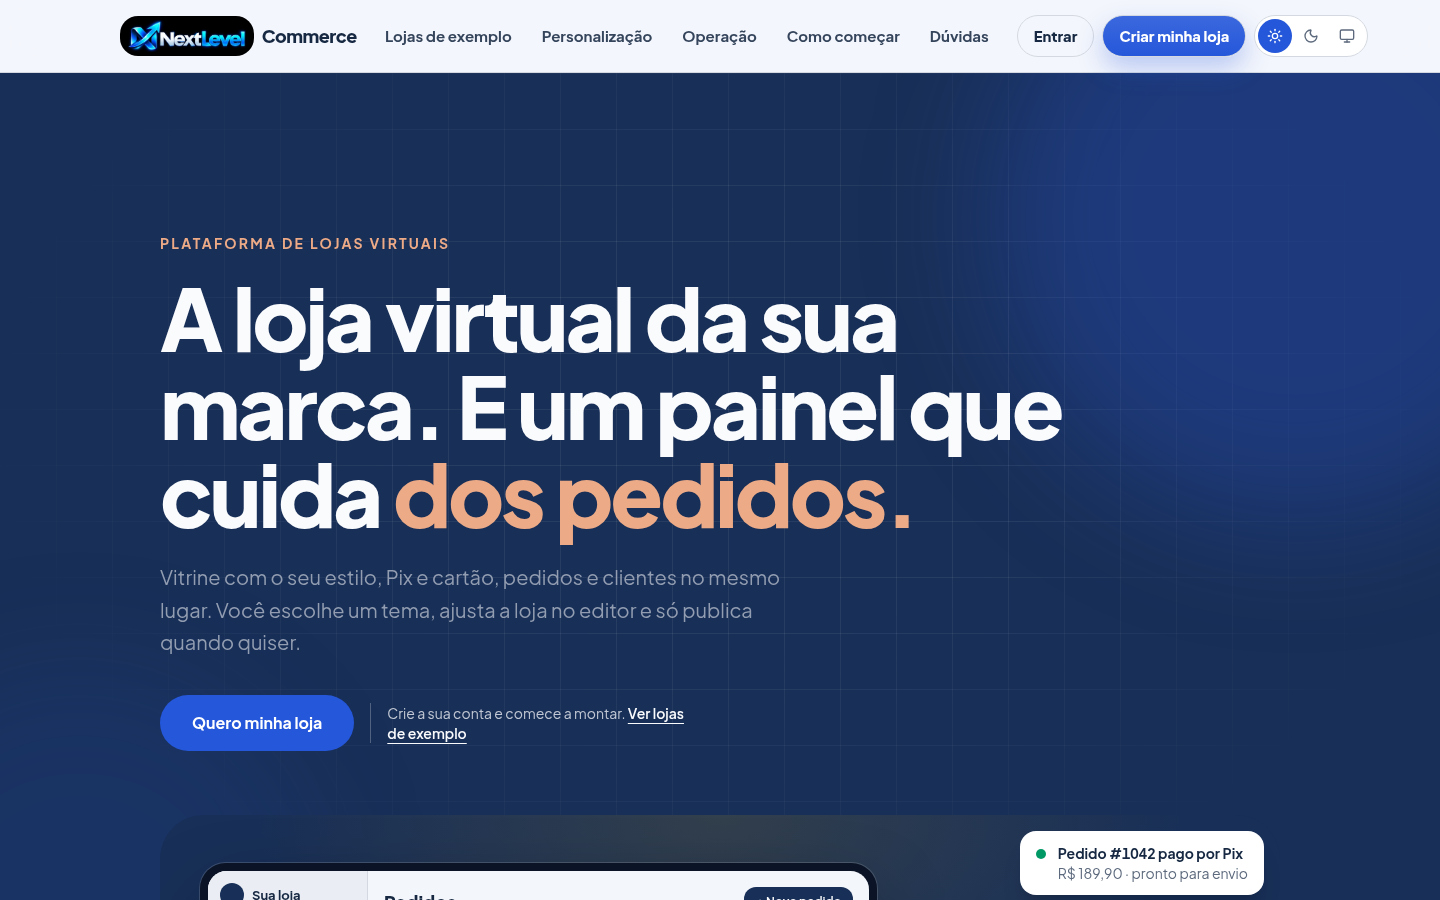 NextLevel Commerce
Lojas de exemplo
Personalização
Operação
Como começar
Dúvidas
Entrar
Criar minha loja
PLATAFORMA DE LOJAS VIRTUAIS
A loja virtual da sua
marca. E um painel que
cuida dos pedidos.
Vitrine com o seu estilo, Pix e cartão, pedidos e clientes no mesmo
lugar. Você escolhe um tema, ajusta a loja no editor e só publica
quando quiser.
Quero minha loja
Crie a sua conta e comece a montar. Ver lojas
de exemplo
Pedido #1042 pago por Pix
R$ 189,90 · pronto para envio
Sua loja
Pedidos
Novo pedido